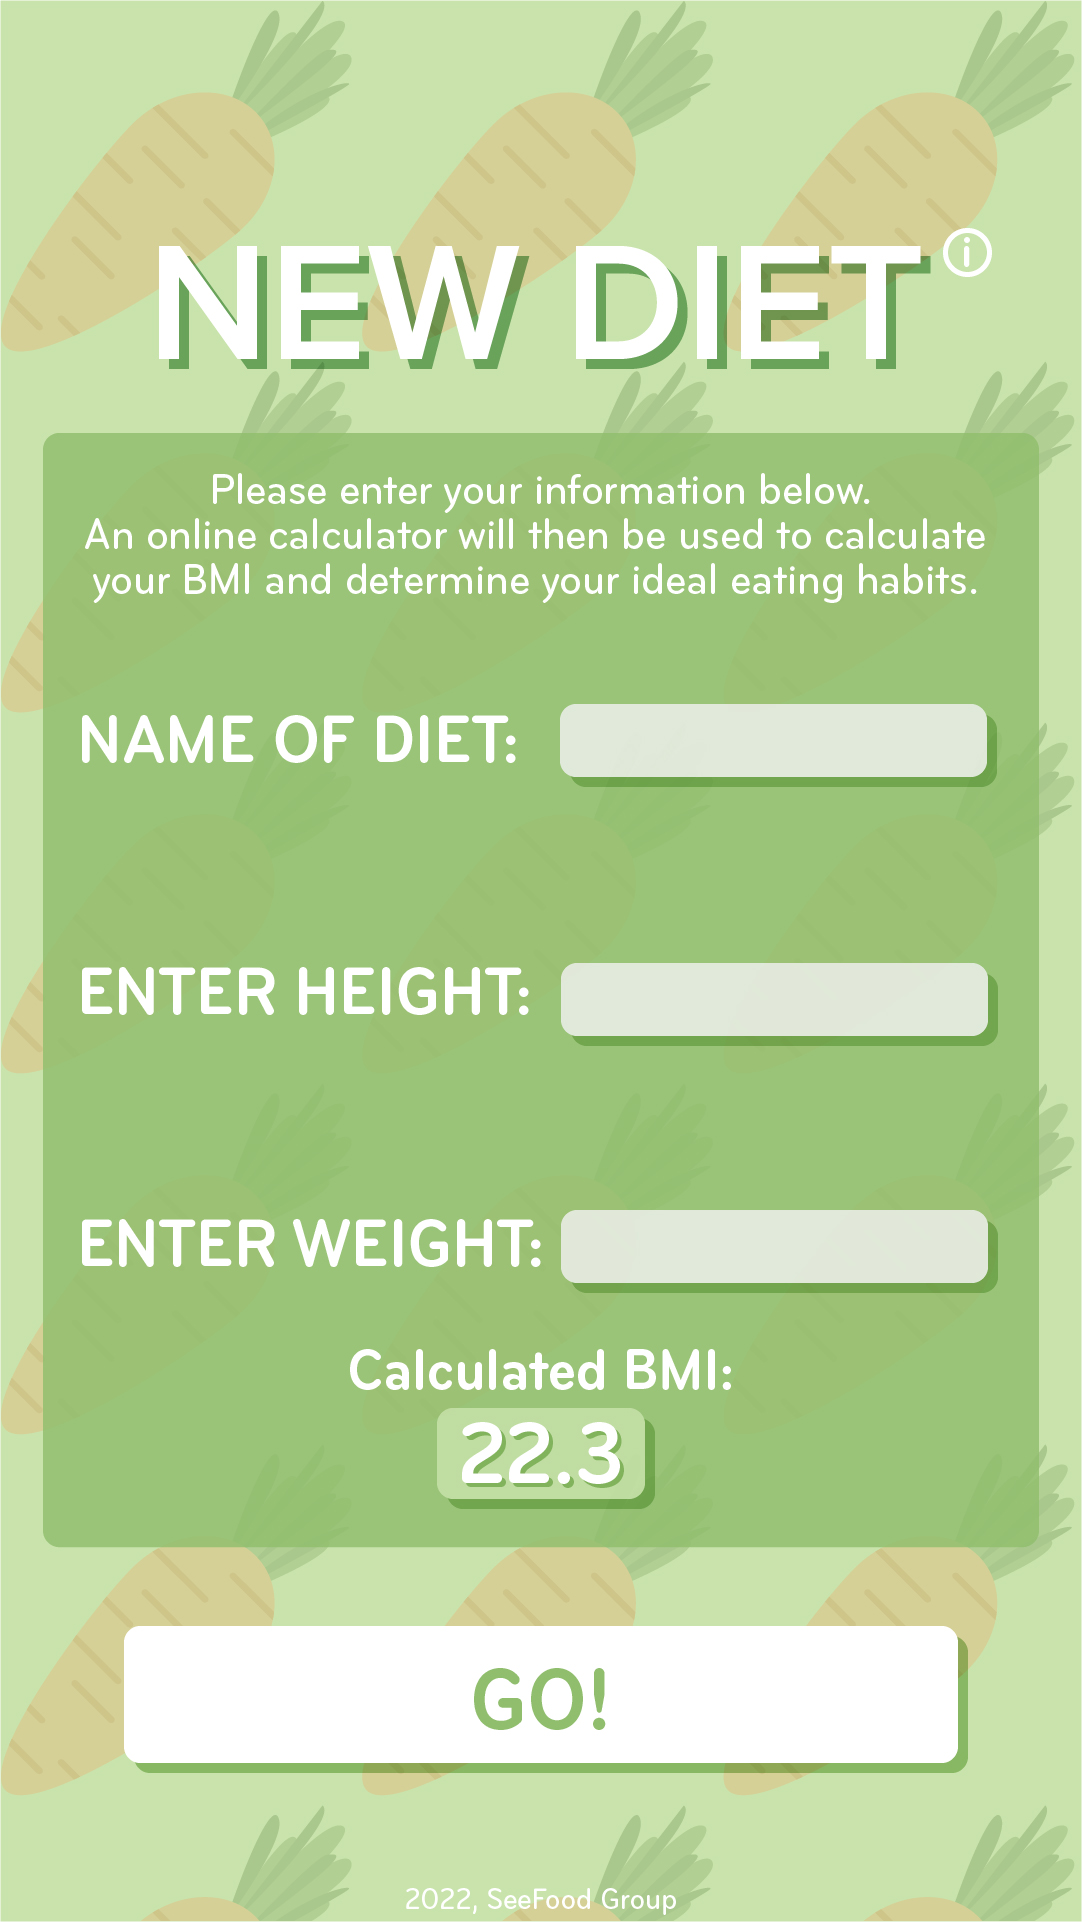 NEW DIET
i
Please enter your information below.
An online calculator will then be used to calculate
your BMI and determine your ideal eating habits.
NAME OF DIET:
ENTER HEIGHT:
ENTER WEIGHT:
Calculated BMI:
22.3
GO!
2022, SeeFood Group